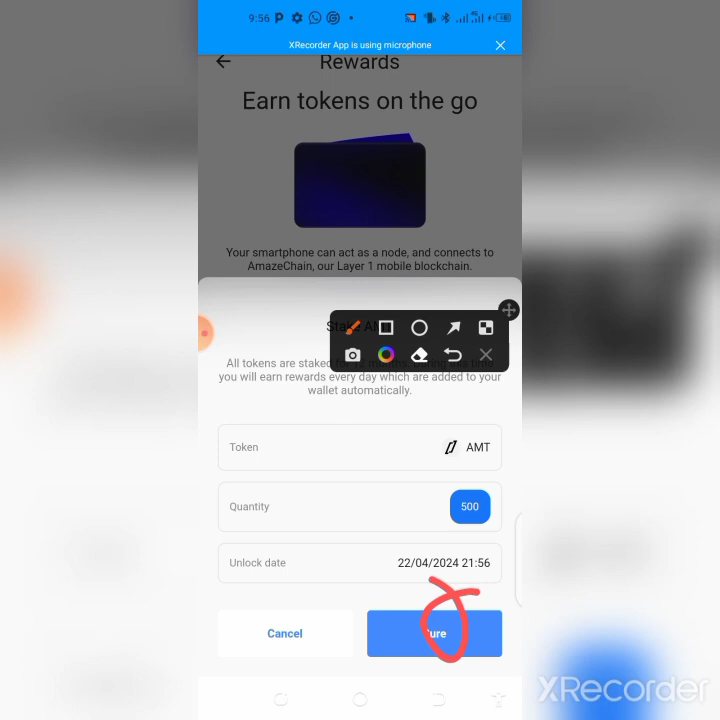 9:56
XRecorder App is using microphone
Rewards
Earn tokens on the go
Your smartphone can act as a node, and connects to
AmazeChain, our Layer 1 mobile blockchain.
All tokens are staked
you will earn rewards every day which are added to your
wallet automatically.
Token AMT
Quantity 500
Unlock date 22/04/2024 21:56
Cancel
XRecorder